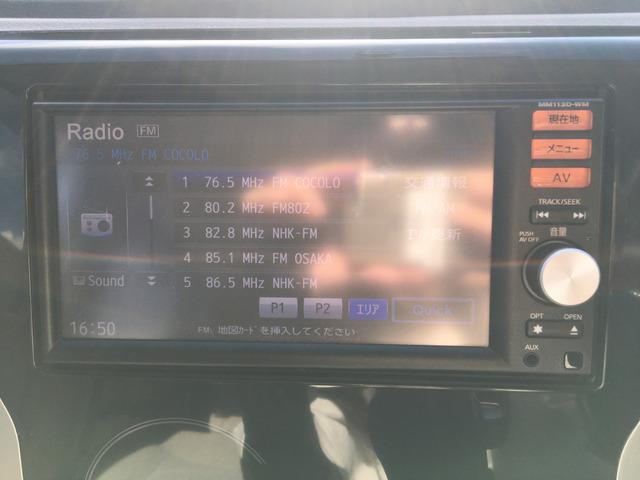 MM113D-WM
Radio FM
76.5 MHz FM COCOLO
1 76.5 MHz FM COCOLO 交通情報
2 80.2 MHz FM802
3 82.8 MHz NHK-FM
4 85.1 MHz FM OSAKA
5 86.5 MHz NHK-FM
Sound
P1 P2 エリア Quick
16:50
FM、地図ｶｰﾄﾞを挿入してください
現在地
メニュー
AV
TRACK/SEEK
音量
PUSH
AV OFF
OPT OPEN
AUX